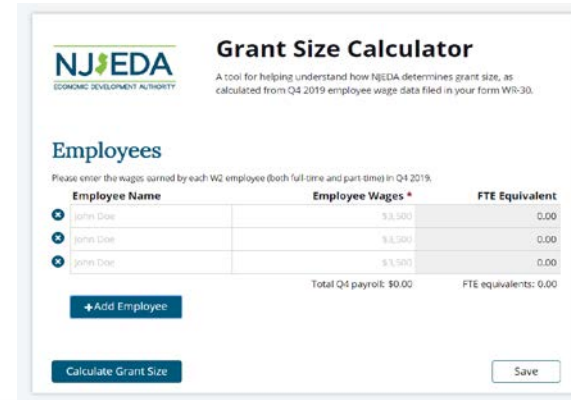 NJEDA
ECONOMIC DEVELOPMENT AUTHORITY
Grant Size Calculator
A tool for helping understand how NJEDA determines grant size, as
calculated from Q4 2019 employee wage data filed in your form WR-30.
Employees
Please enter the wages earned by each W2 employee (both full-time and part-time) in Q4 2019.
Employee Name Employee Wages * FTE Equivalent
John Doe $3,500 0.00
John Doe $3,500 0.00
John Doe $3,500 0.00
Total Q4 payroll: $0.00 FTE equivalents: 0.00
+Add Employee
Calculate Grant Size Save